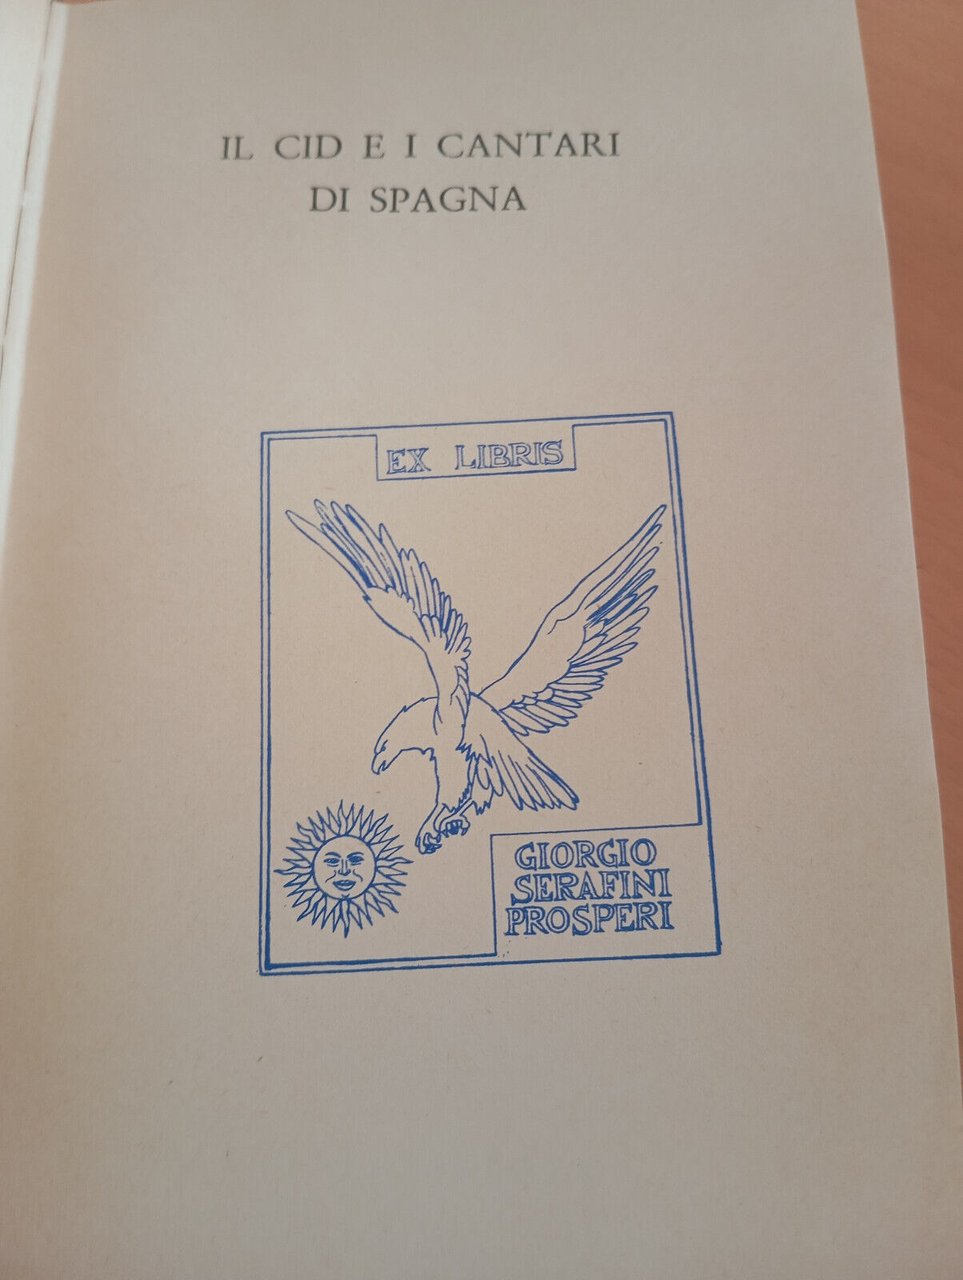 IL CID E I CANTARI
DI SPAGNA
EX LIBRIS
GIORGIO
SERAFINI
PROSPERI